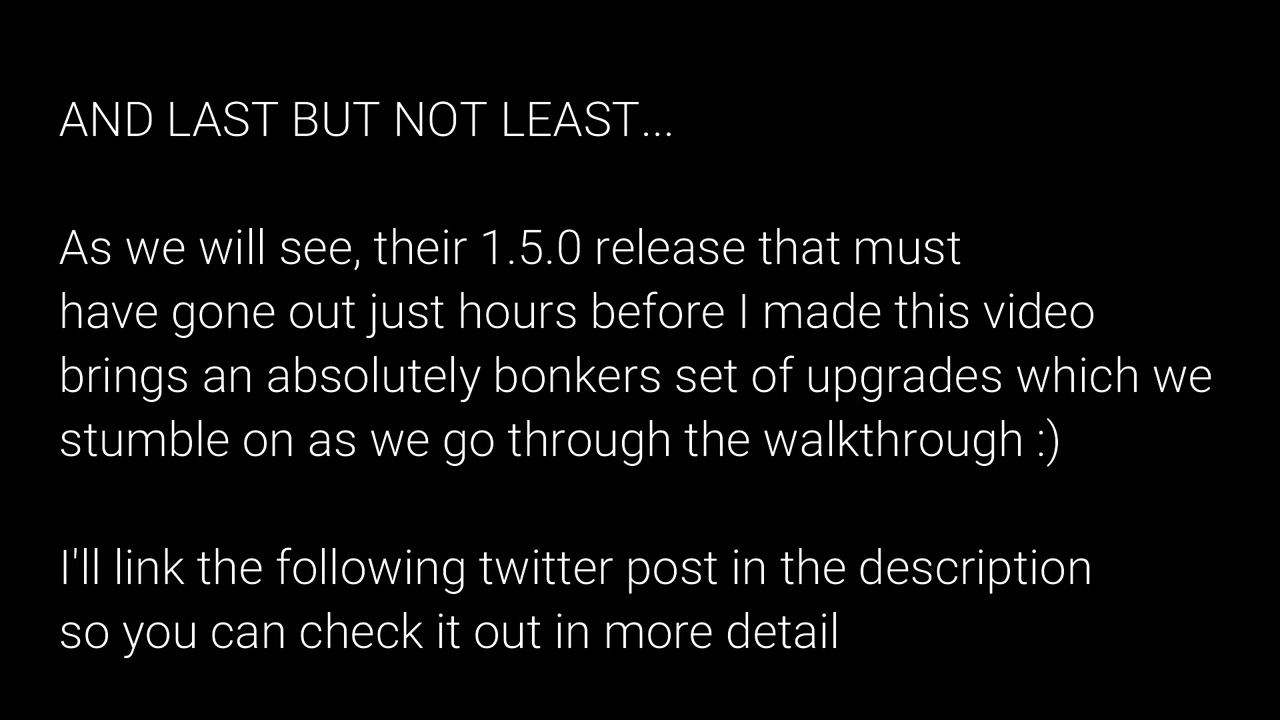 AND LAST BUT NOT LEAST...
As we will see, their 1.5.0 release that must
have gone out just hours before I made this video
brings an absolutely bonkers set of upgrades which we
stumble on as we go through the walkthrough :)
I'll link the following twitter post in the description
so you can check it out in more detail